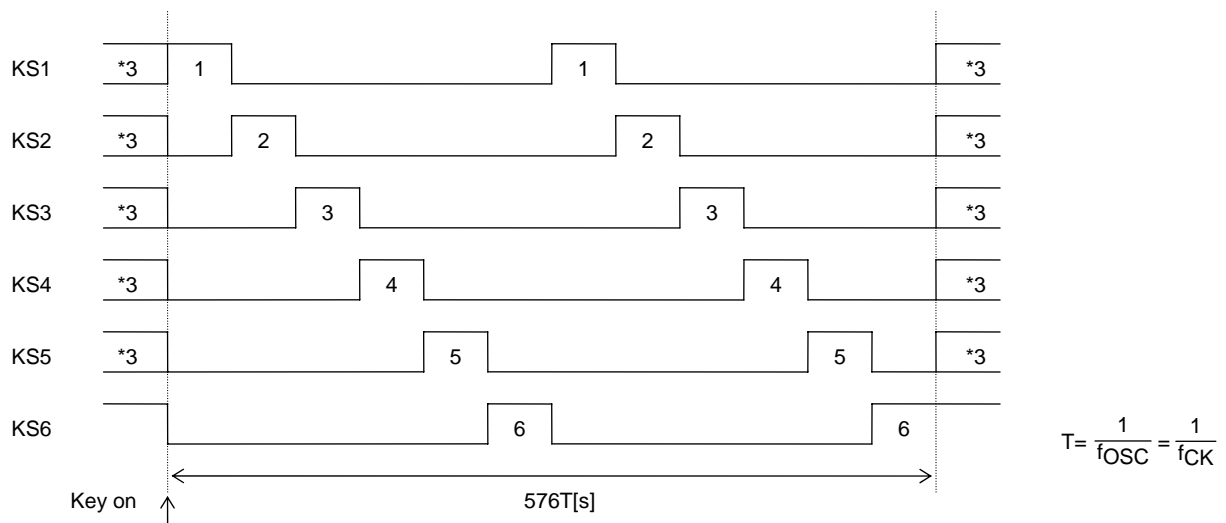 KS1 *3 1 1 *3
KS2 *3 2 2 *3
KS3 *3 3 3 *3
KS4 *3 4 4 *3
KS5 *3 5 5 *3
KS6 6 6
T= 1/fOSC = 1/fCK
576T[s]
Key on